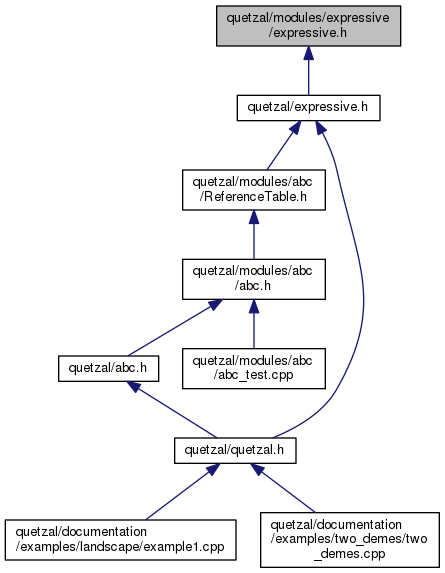 quetzal/modules/expressive
/expressive.h
quetzal/expressive.h
quetzal/modules/abc
/ReferenceTable.h
quetzal/modules/abc
/abc.h
quetzal/abc.h
quetzal/modules/abc
/abc_test.cpp
quetzal/quetzal.h
quetzal/documentation
/examples/landscape/example1.cpp
quetzal/documentation
/examples/two_demes/two
_demes.cpp